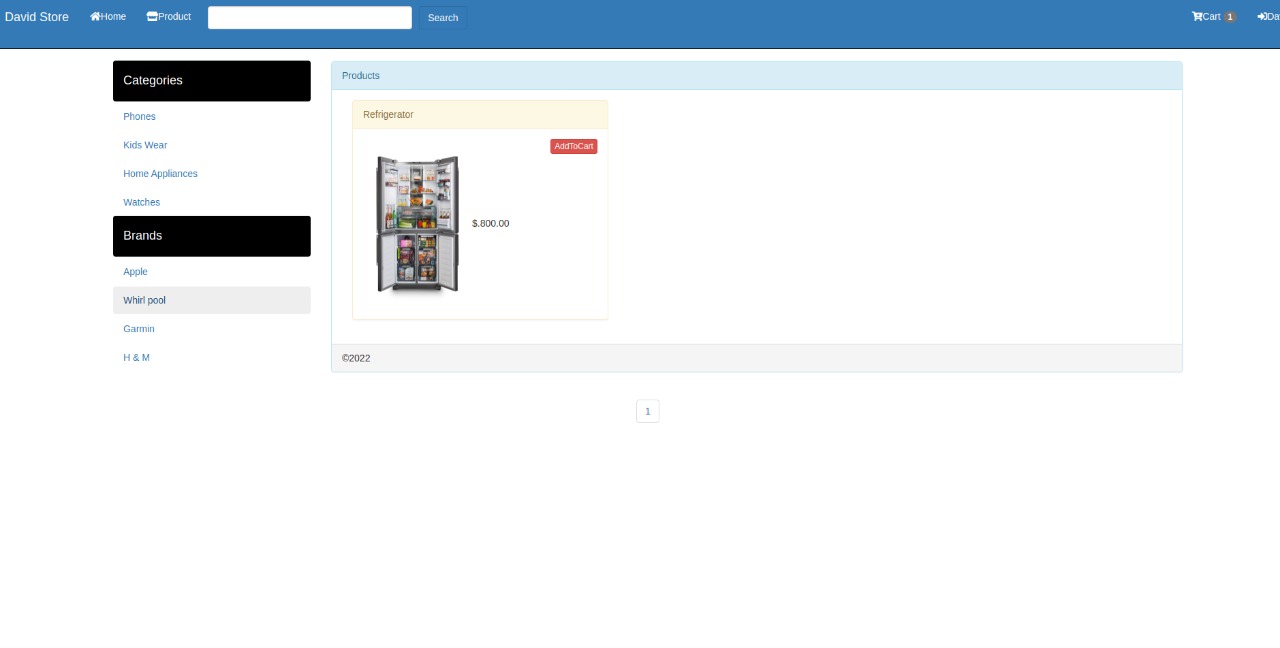 David Store
Home
Product
Search
Cart 1
Da
Categories
Phones
Kids Wear
Home Appliances
Watches
Brands
Apple
Whirl pool
Garmin
H & M
Products
Refrigerator
AddToCart
$.800.00
©2022
1